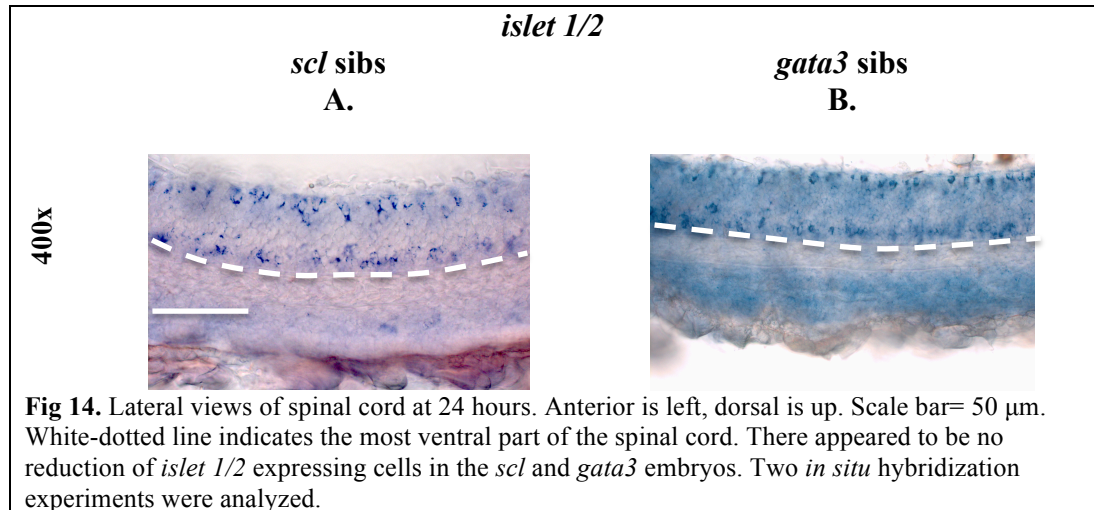 islet 1/2
scl sibs gata3 sibs
A. B.
400x
Fig 14. Lateral views of spinal cord at 24 hours. Anterior is left, dorsal is up. Scale bar= 50 μm.
White-dotted line indicates the most ventral part of the spinal cord. There appeared to be no
reduction of islet 1/2 expressing cells in the scl and gata3 embryos. Two in situ hybridization
experiments were analyzed.